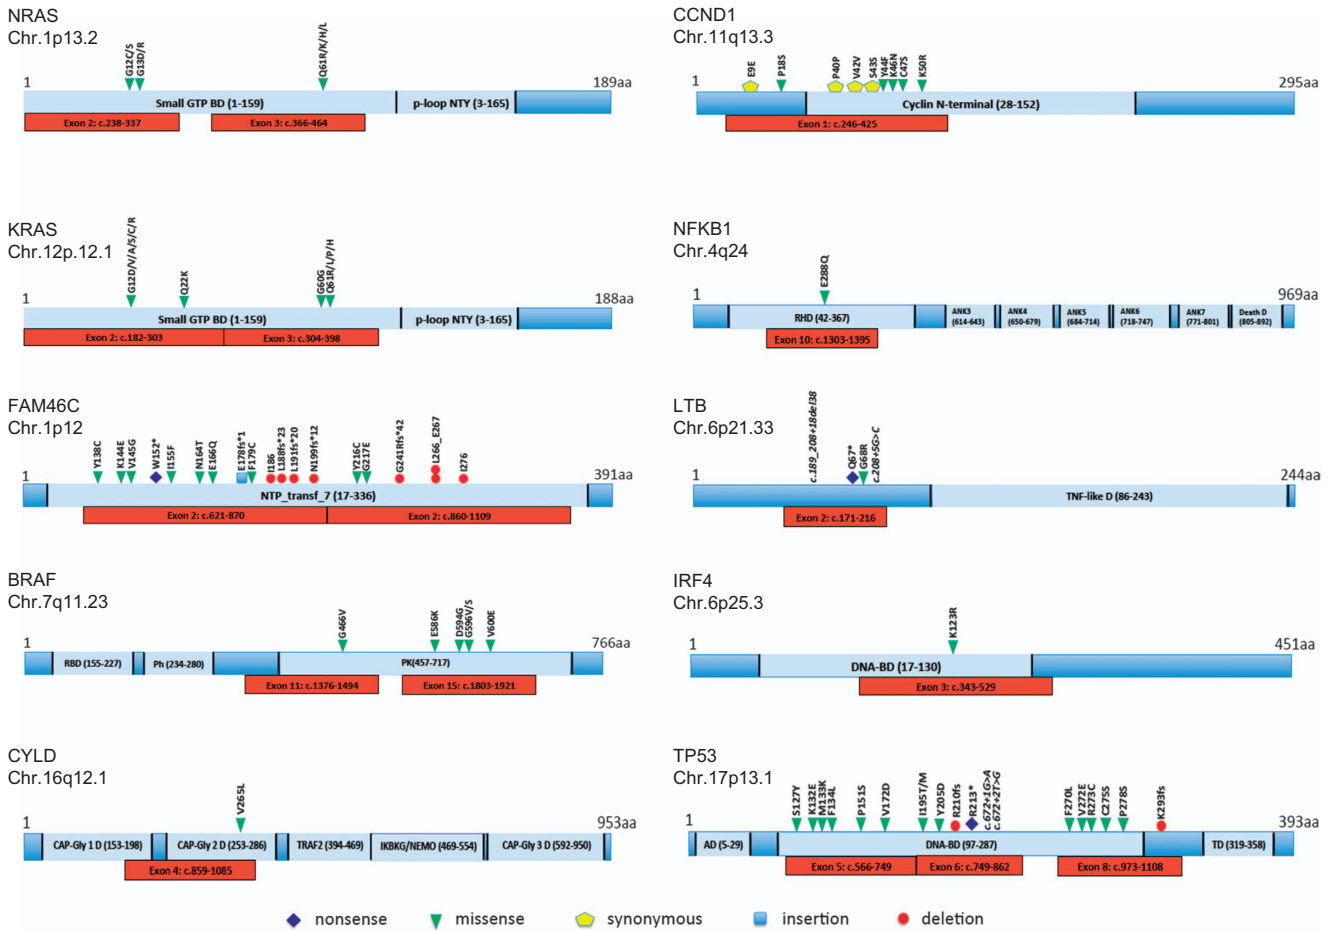 NRAS
Chr.1p13.2
G12C/S
G13D/R
Q61R/K/H/L
1
189aa
Small GTP BD (1-159)
p-loop NTY (3-165)
Exon 2: c.238-337
Exon 3: c.366-464
CCND1
Chr.11q13.3
E9E
P18S
P40P
V42V
S43S
Y44F
K46N
C47S
K50R
1
295aa
Cyclin N-terminal (28-152)
Exon 1: c.246-425
KRAS
Chr.12p.12.1
G12D/V/A/S/C/R
Q22K
G60G
Q61R/L/P/H
1
188aa
Small GTP BD (1-159)
p-loop NTY (3-165)
Exon 2: c.182-303
Exon 3: c.304-398
NFKB1
Chr.4q24
E288Q
1
969aa
RHD (42-367)
ANK3 (614-643)
ANK4 (650-679)
ANK5 (684-714)
ANK6 (718-747)
ANK7 (771-801)
Death D (805-892)
Exon 10: c.1303-1395
FAM46C
Chr.1p12
Y138C
K144E
V145G
W152*
I155F
N164T
E166Q
E178fs*1
F179C
I186
L188fs*23
L191fs*20
N199fs*12
Y216C
G217E
G241Rfs*42
L266_E267
I276
1
391aa
NTP_transf_7 (17-336)
Exon 2: c.621-870
Exon 2: c.860-1109
LTB
Chr.6p21.33
c.189_208+18del38
Q67*
G68R
c.208+5G>C
1
244aa
TNF-like D (86-243)
Exon 2: c.171-216
BRAF
Chr.7q11.23
G466V
E586K
D594G
G596V/S
V600E
1
766aa
RBD (155-227)
Ph (234-280)
PK(457-717)
Exon 11: c.1376-1494
Exon 15: c.1803-1921
IRF4
Chr.6p25.3
K123R
1
451aa
DNA-BD (17-130)
Exon 3: c.343-529
CYLD
Chr.16q12.1
V265L
1
953aa
CAP-Gly 1 D (153-198)
CAP-Gly 2 D (253-286)
TRAF2 (394-469)
IKBKG/NEMO (469-554)
CAP-Gly 3 D (592-950)
Exon 4: c.859-1085
TP53
Chr.17p13.1
S127Y
K132E
M133K
F134L
P151S
V172D
I195T/M
Y205D
R210fs
R213*
c.672+1G>A
c.672+2T>G
F270L
V272E
R273C
C275S
P278S
K293fs
1
393aa
AD (5-29)
DNA-BD (97-287)
TD (319-358)
Exon 5: c.566-749
Exon 6: c.749-862
Exon 8: c.973-1108
nonsense
missense
synonymous
insertion
deletion